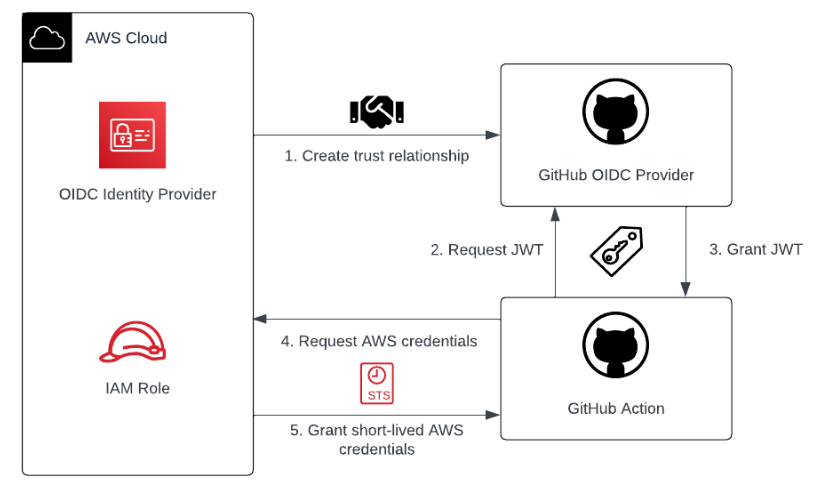 AWS Cloud
OIDC Identity Provider
IAM Role
1. Create trust relationship
GitHub OIDC Provider
2. Request JWT
3. Grant JWT
4. Request AWS credentials
STS
5. Grant short-lived AWS
credentials
GitHub Action